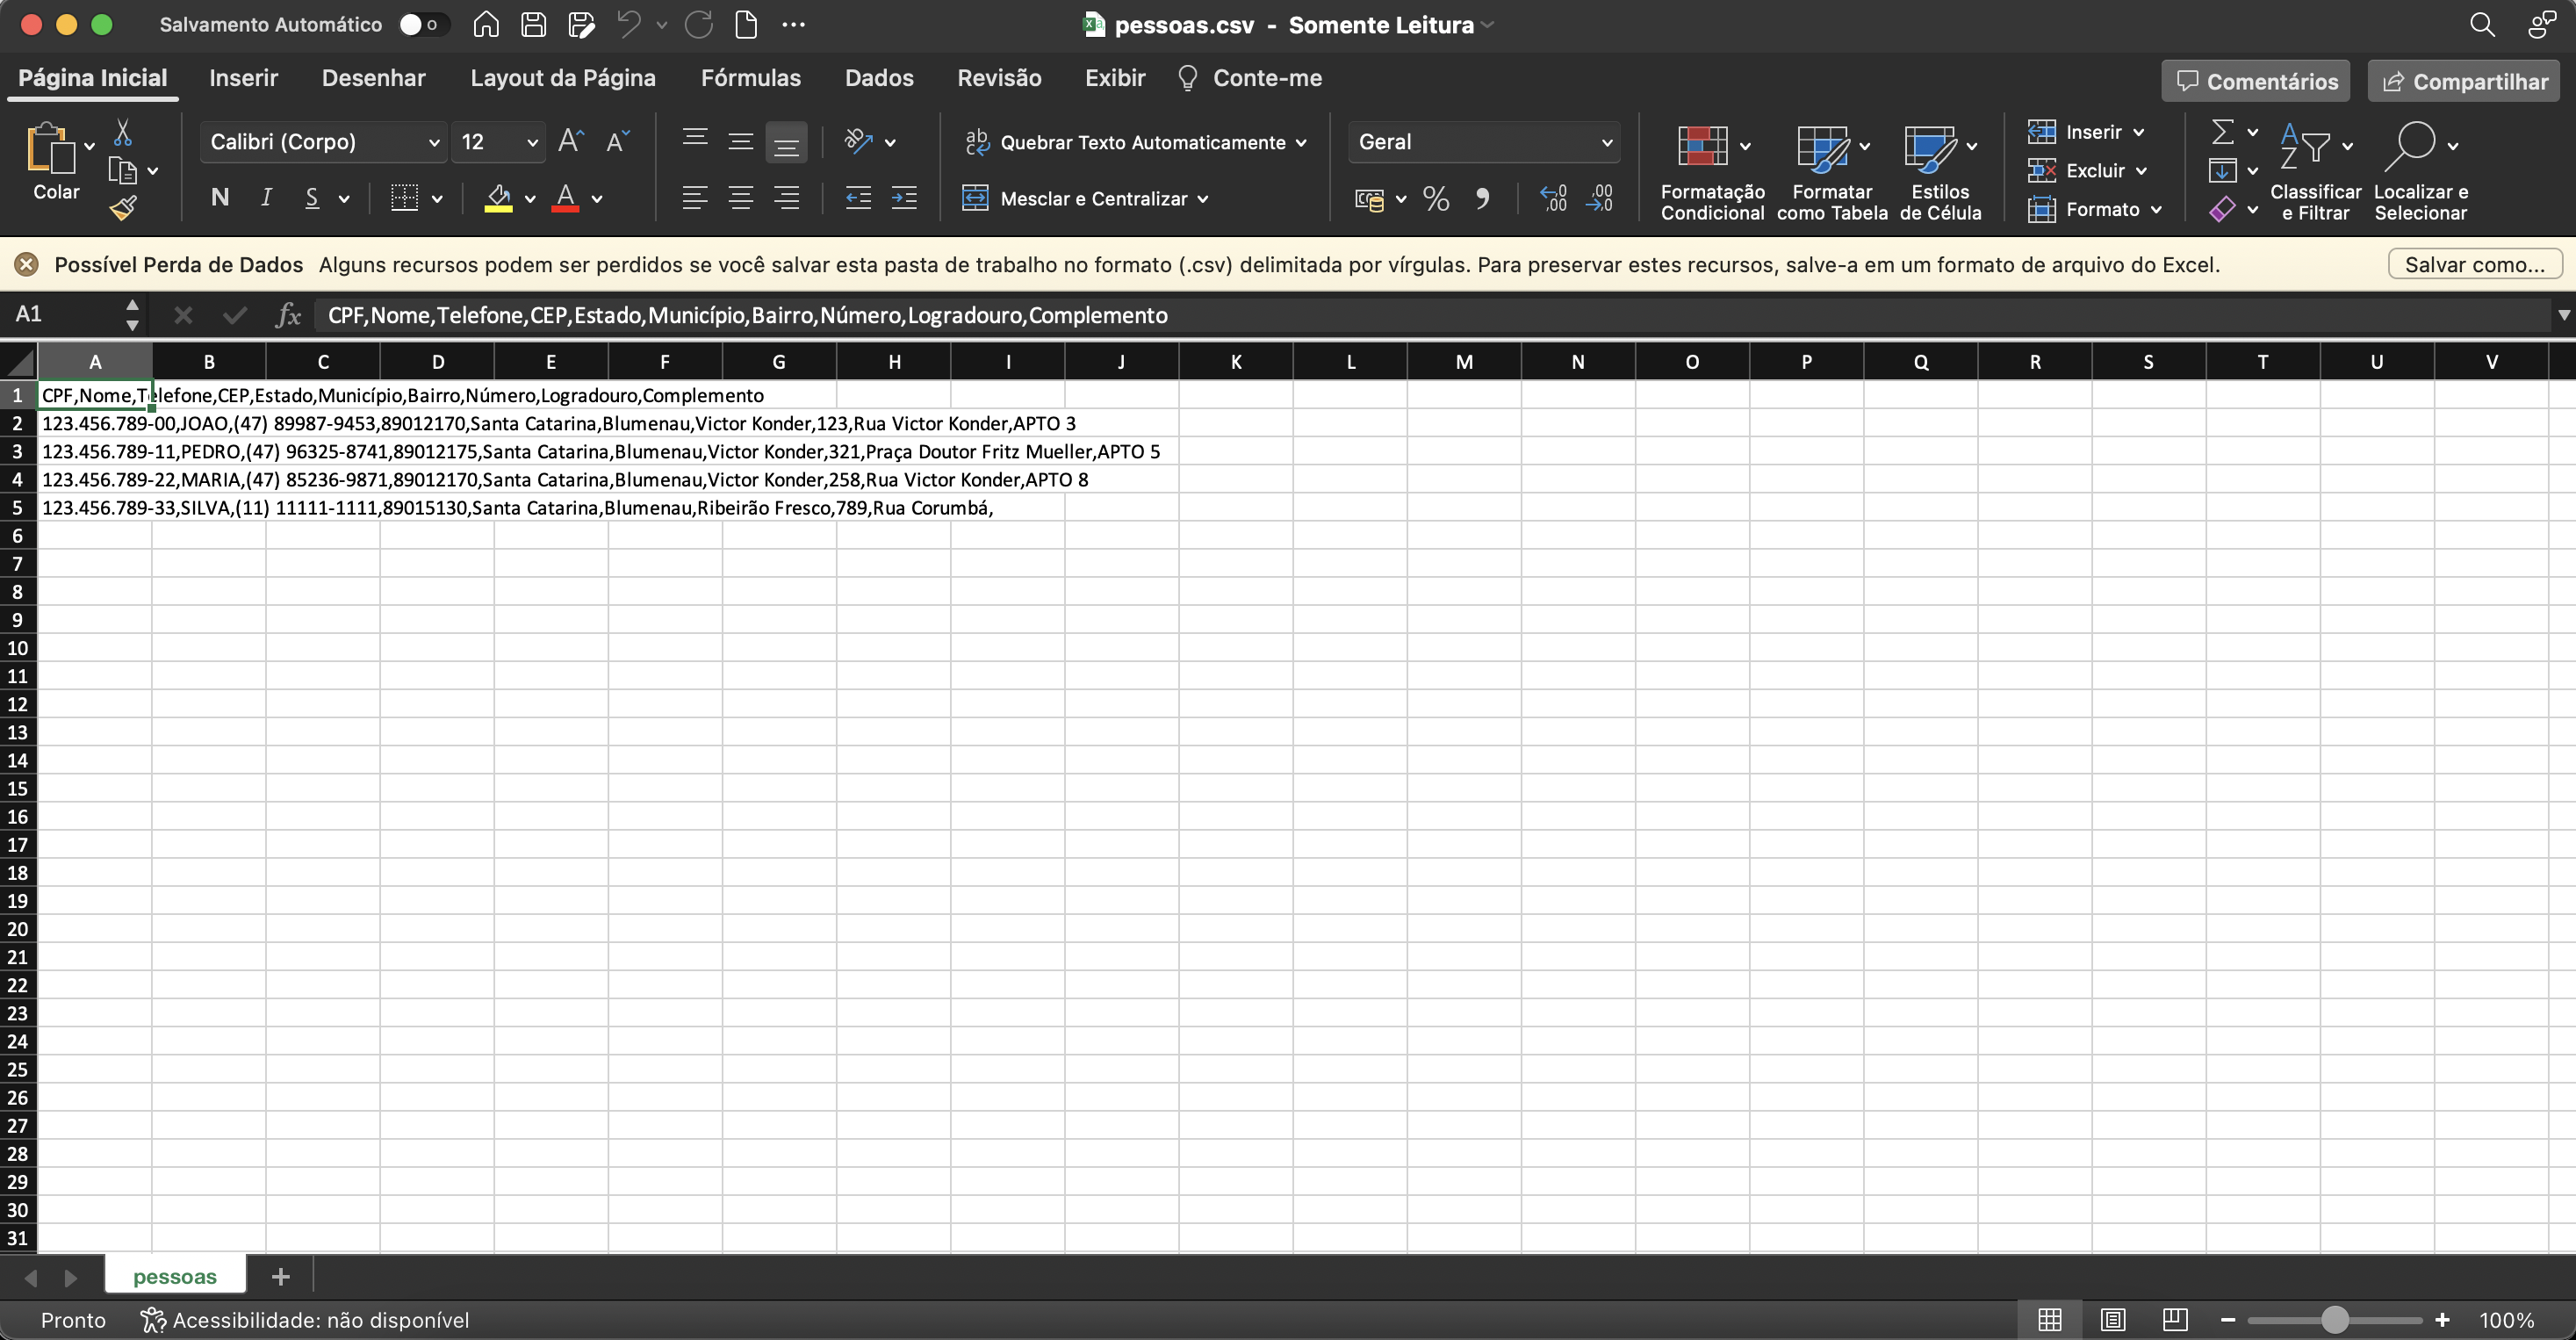 Salvamento Automático
pessoas.csv - Somente Leitura
Página Inicial Inserir Desenhar Layout da Página Fórmulas Dados Revisão Exibir Conte-me Comentários Compartilhar
Colar
Calibri (Corpo) 12
N I S
Quebrar Texto Automaticamente
Mesclar e Centralizar
Geral
Formatação Condicional
Formatar como Tabela
Estilos de Célula
Inserir
Excluir
Formato
Classificar e Filtrar
Localizar e Selecionar
Possível Perda de Dados Alguns recursos podem ser perdidos se você salvar esta pasta de trabalho no formato (.csv) delimitada por vírgulas. Para preservar estes recursos, salve-a em um formato de arquivo do Excel. Salvar como...
A1 fx CPF,Nome,Telefone,CEP,Estado,Município,Bairro,Número,Logradouro,Complemento
A B C D E F G H I J K L M N O P Q R S T U V
1 CPF,Nome,Telefone,CEP,Estado,Município,Bairro,Número,Logradouro,Complemento
2 123.456.789-00,JOAO,(47) 89987-9453,89012170,Santa Catarina,Blumenau,Victor Konder,123,Rua Victor Konder,APTO 3
3 123.456.789-11,PEDRO,(47) 96325-8741,89012175,Santa Catarina,Blumenau,Victor Konder,321,Praça Doutor Fritz Mueller,APTO 5
4 123.456.789-22,MARIA,(47) 85236-9871,89012170,Santa Catarina,Blumenau,Victor Konder,258,Rua Victor Konder,APTO 8
5 123.456.789-33,SILVA,(11) 11111-1111,89015130,Santa Catarina,Blumenau,Ribeirão Fresco,789,Rua Corumbá,
6
7
8
9
10
11
12
13
14
15
16
17
18
19
20
21
22
23
24
25
26
27
28
29
30
31
pessoas +
Pronto Acessibilidade: não disponível 100%